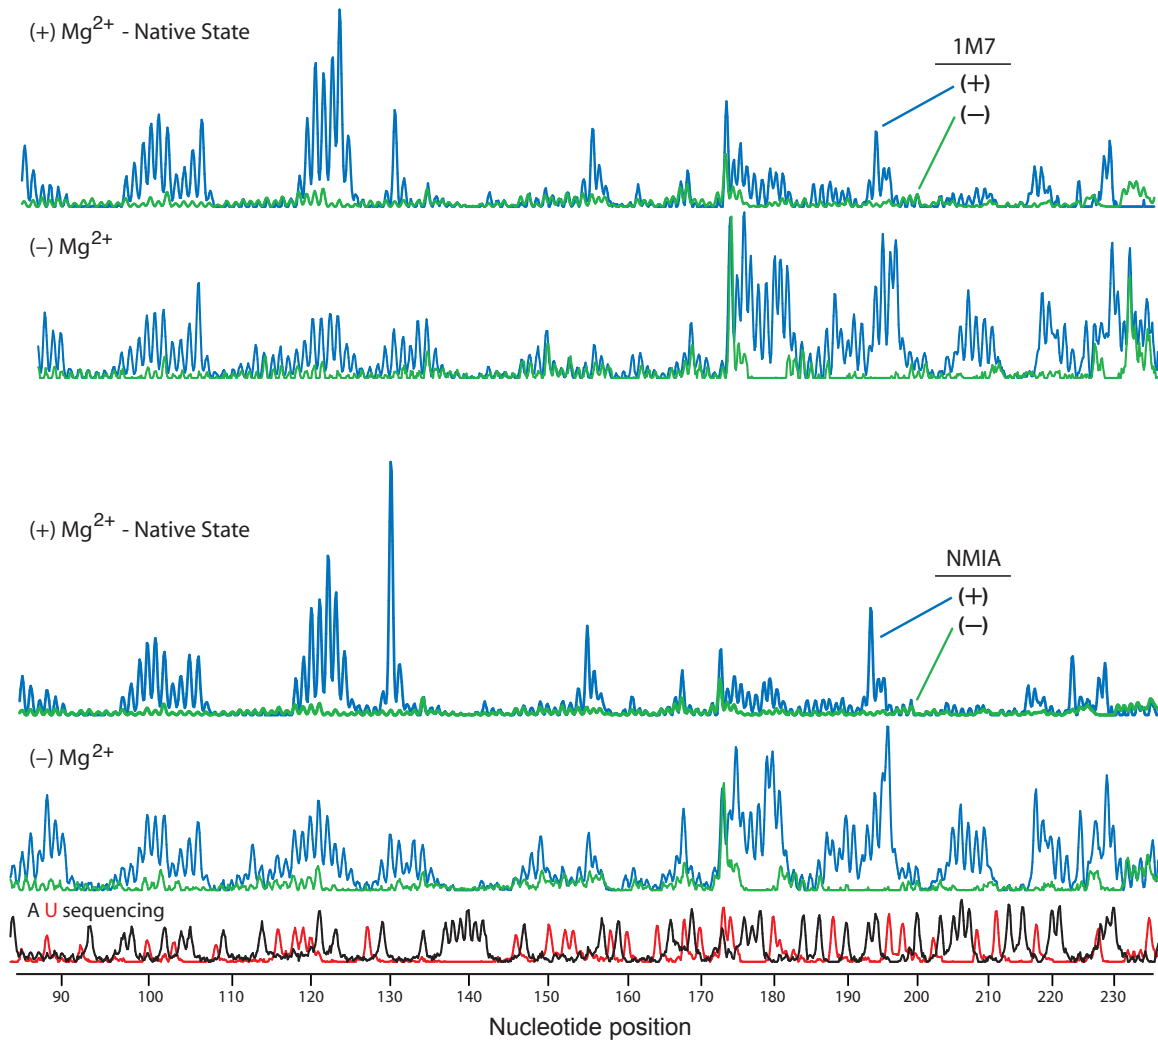 (+) Mg2+ - Native State
1M7
(+)
(—)
(–) Mg2+
(+) Mg2+ - Native State
NMIA
(+)
(—)
(–) Mg2+
A U sequencing
90 100 110 120 130 140 150 160 170 180 190 200 210 220 230
Nucleotide position